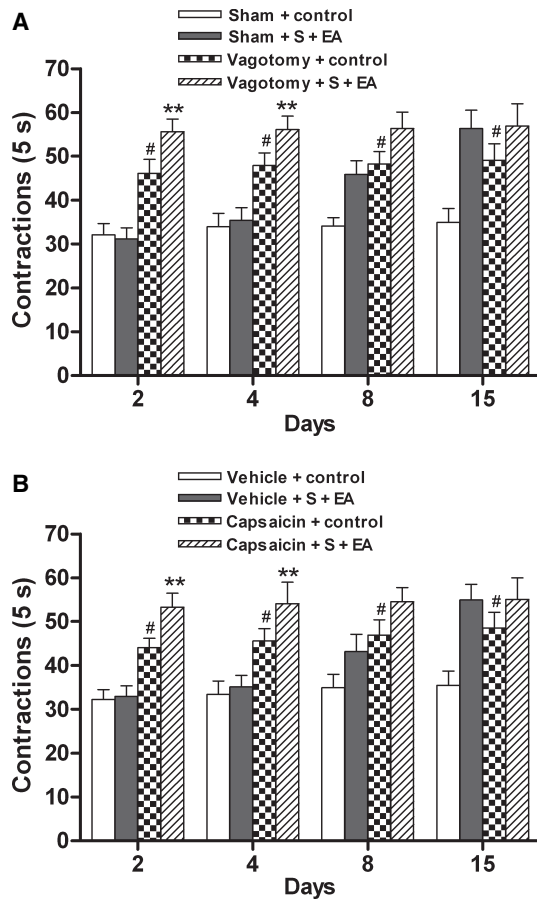 A
Sham + control
Sham + S + EA
Vagotomy + control
Vagotomy + S + EA
Contractions (5 s)
70
60
50
40
30
20
10
0
# ** # ** # #
2 4 8 15
Days
B
Vehicle + control
Vehicle + S + EA
Capsaicin + control
Capsaicin + S + EA
Contractions (5 s)
70
60
50
40
30
20
10
0
# ** # ** # #
2 4 8 15
Days